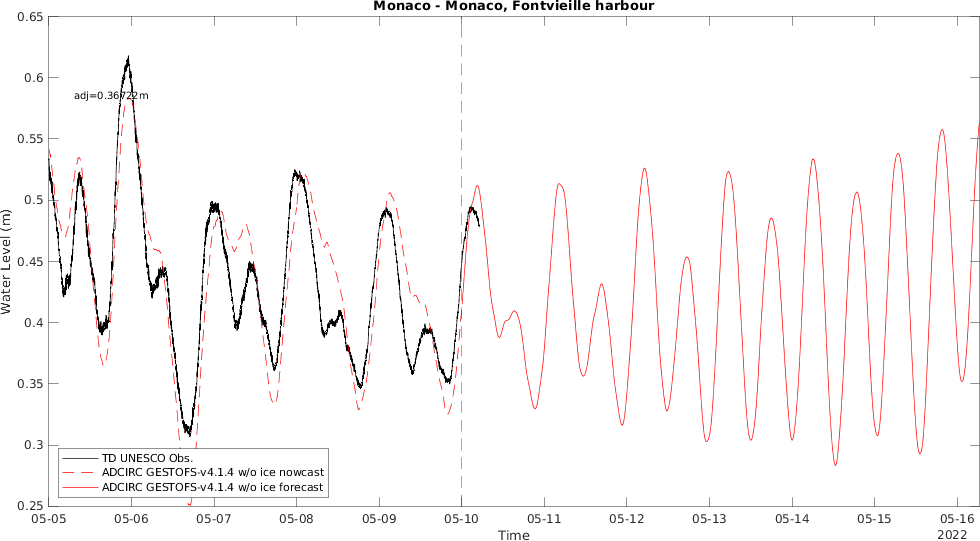 Monaco - Monaco, Fontvieille harbour
0.65
0.6
0.55
0.5
0.45
0.4
0.35
0.3
0.25
Water Level (m)
adj=0.36722m
TD UNESCO Obs.
ADCIRC GESTOFS-v4.1.4 w/o ice nowcast
ADCIRC GESTOFS-v4.1.4 w/o ice forecast
05-05 05-06 05-07 05-08 05-09 05-10 05-11 05-12 05-13 05-14 05-15 05-16
Time
2022